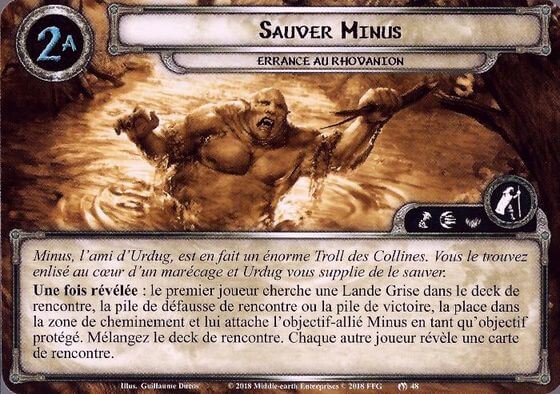 2A
SAUVER MINUS
ERRANCE AU RHOVANION
Minus, l'ami d'Urdug, est en fait un énorme Troll des Collines. Vous le trouvez
enlisé au cœur d'un marécage et Urdug vous supplie de le sauver.
Une fois révélée : le premier joueur cherche une Lande Grise dans le deck de
rencontre, la pile de défausse de rencontre ou la pile de victoire, la place dans
la zone de cheminement et lui attache l'objectif-allié Minus en tant qu'objectif
protégé. Mélangez le deck de rencontre. Chaque autre joueur révèle une carte
de rencontre.
Illus. Guillaume Ducos © 2018 Middle-earth Enterprises © 2018 FFG 48